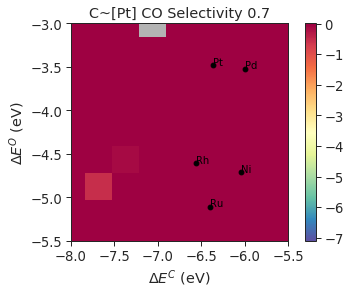 C~[Pt] CO Selectivity 0.7
−3.0
−3.5
−4.0
−4.5
−5.0
−5.5
ΔE^O (eV)
Pt
Pd
Rh
Ni
Ru
−8.0 −7.5 −7.0 −6.5 −6.0 −5.5
ΔE^C (eV)
0
−1
−2
−3
−4
−5
−6
−7